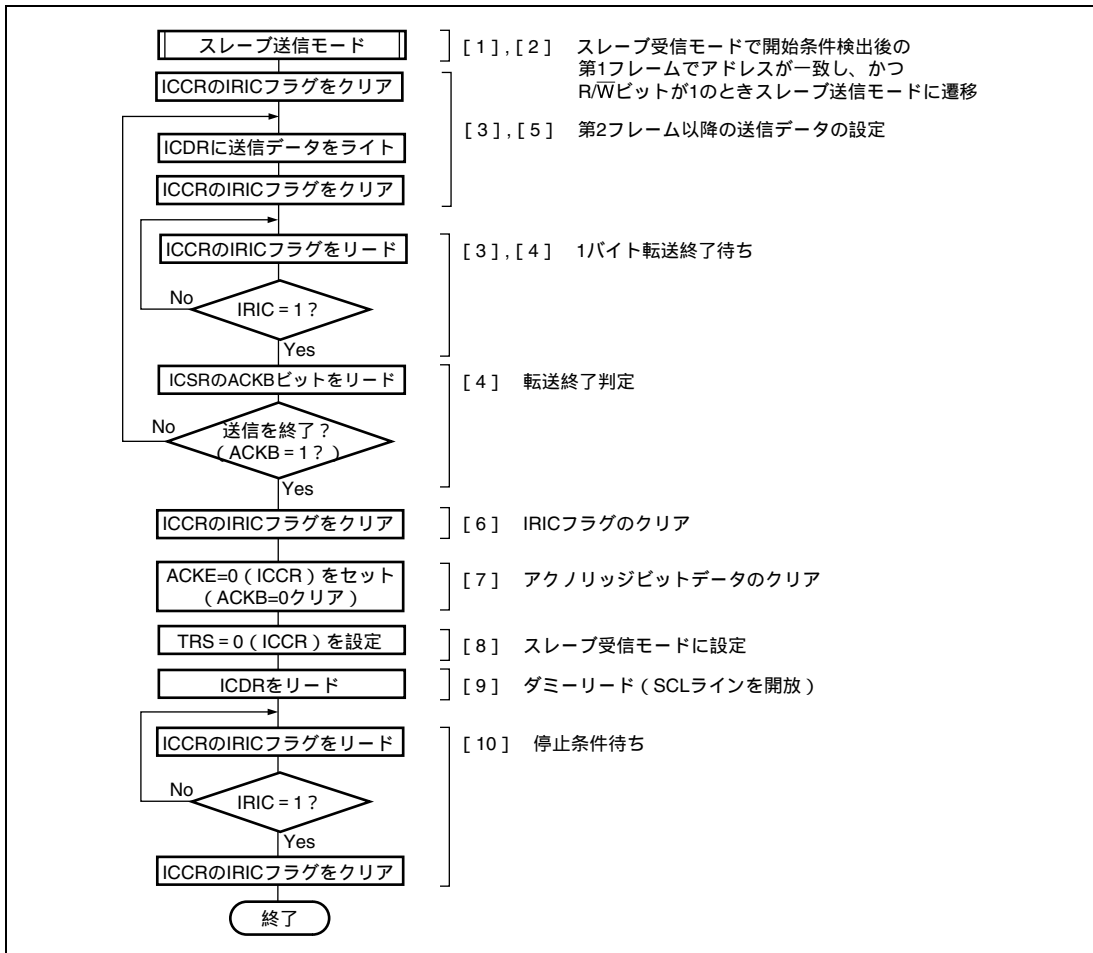 スレーブ送信モード
[ 1 ] , [ 2 ] スレーブ受信モードで開始条件検出後の
第1フレームでアドレスが一致し、かつ
R/W̅ビットが1のときスレーブ送信モードに遷移
ICCRのIRICフラグをクリア
[ 3 ] , [ 5 ] 第2フレーム以降の送信データの設定
ICDRに送信データをライト
ICCRのIRICフラグをクリア
ICCRのIRICフラグをリード
[ 3 ] , [ 4 ] 1バイト転送終了待ち
No
IRIC = 1 ?
Yes
ICSRのACKBビットをリード
[ 4 ] 転送終了判定
No
送信を終了?
( ACKB = 1 ? )
Yes
ICCRのIRICフラグをクリア
[ 6 ] IRICフラグのクリア
ACKE=0 ( ICCR ) をセット
( ACKB=0クリア )
[ 7 ] アクノリッジビットデータのクリア
TRS = 0 ( ICCR ) を設定
[ 8 ] スレーブ受信モードに設定
ICDRをリード
[ 9 ] ダミーリード ( SCLラインを開放 )
ICCRのIRICフラグをリード
[ 10 ] 停止条件待ち
No
IRIC = 1 ?
Yes
ICCRのIRICフラグをクリア
終了